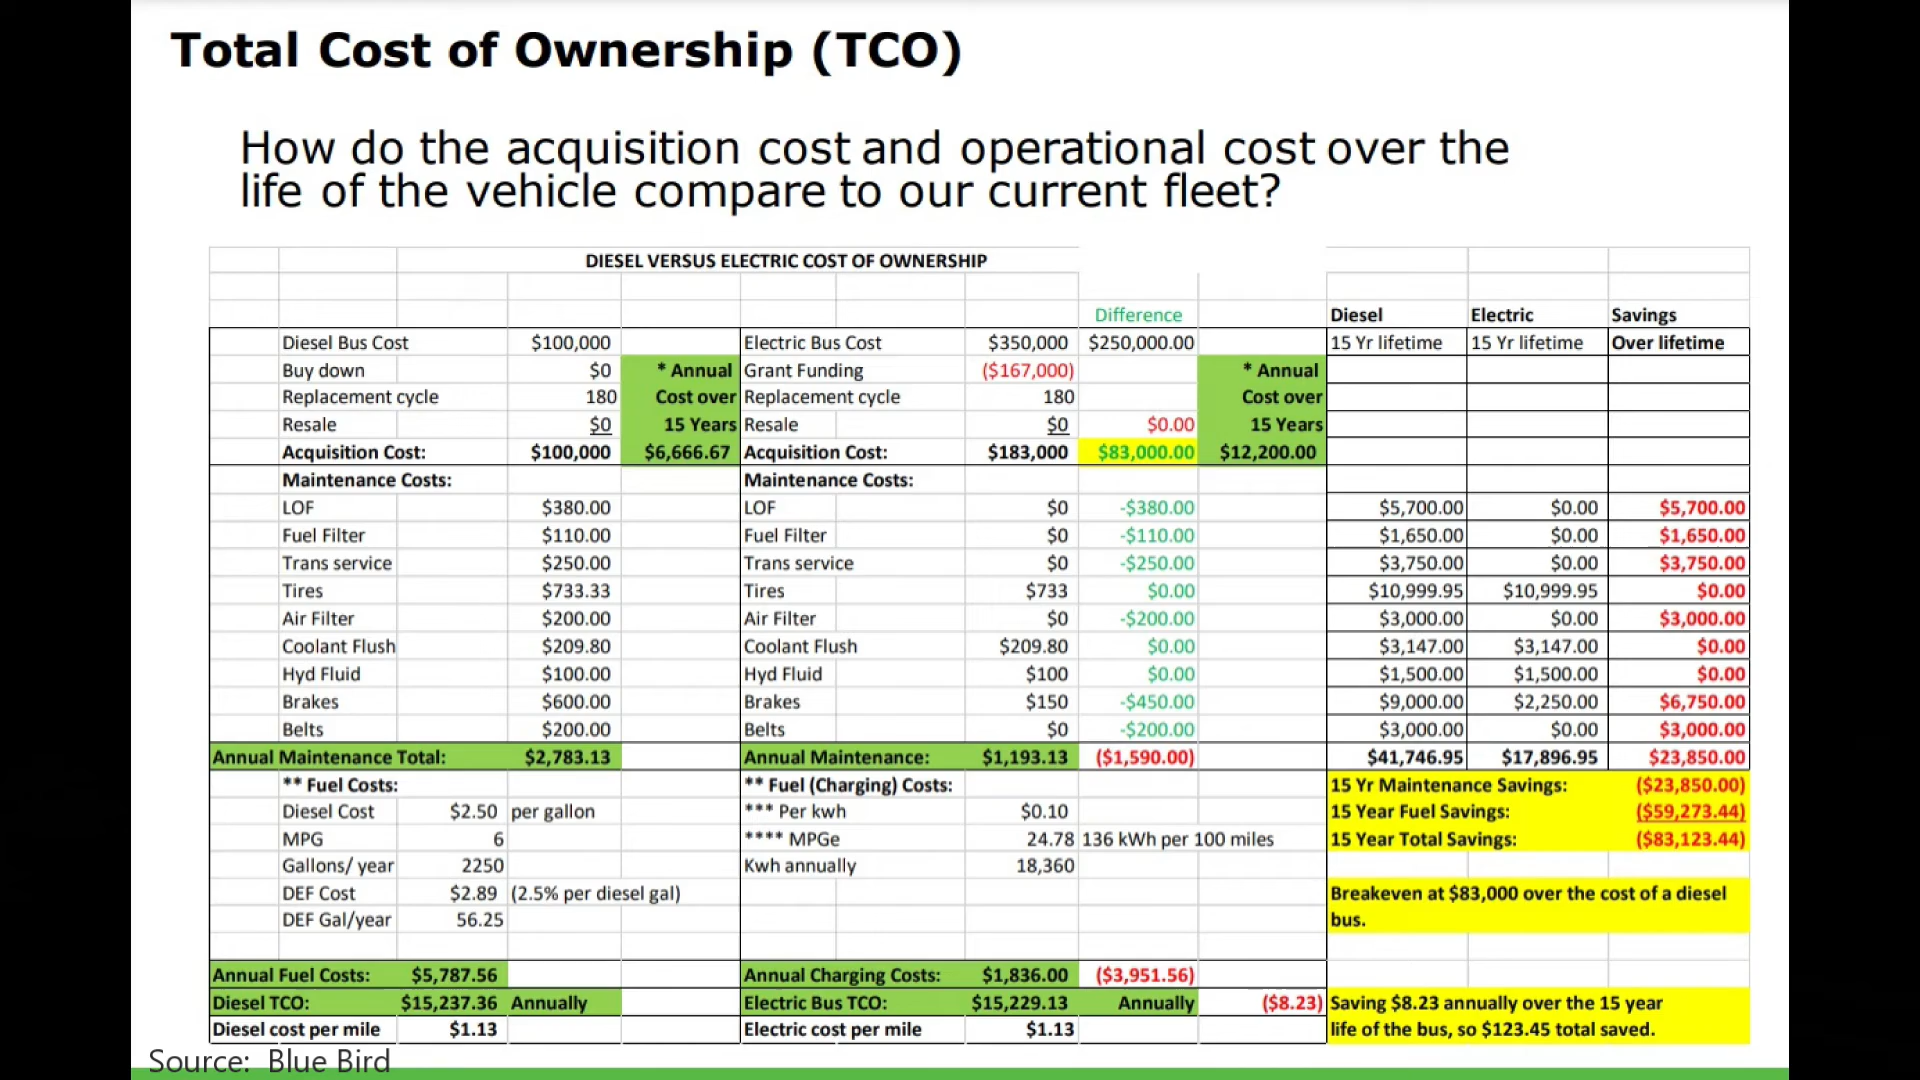 Total Cost of Ownership (TCO)
How do the acquisition cost and operational cost over the
life of the vehicle compare to our current fleet?
DIESEL VERSUS ELECTRIC COST OF OWNERSHIP
Difference Diesel Electric Savings
Diesel Bus Cost $100,000 Electric Bus Cost $350,000 $250,000.00 15 Yr lifetime 15 Yr lifetime Over lifetime
Buy down $0 * Annual Grant Funding ($167,000) * Annual
Replacement cycle 180 Cost over Replacement cycle 180 Cost over
Resale $0 15 Years Resale $0 $0.00 15 Years
Acquisition Cost: $100,000 $6,666.67 Acquisition Cost: $183,000 $83,000.00 $12,200.00
Maintenance Costs: Maintenance Costs:
LOF $380.00 LOF $0 -$380.00 $5,700.00 $0.00 $5,700.00
Fuel Filter $110.00 Fuel Filter $0 -$110.00 $1,650.00 $0.00 $1,650.00
Trans service $250.00 Trans service $0 -$250.00 $3,750.00 $0.00 $3,750.00
Tires $733.33 Tires $733 $0.00 $10,999.95 $10,999.95 $0.00
Air Filter $200.00 Air Filter $0 -$200.00 $3,000.00 $0.00 $3,000.00
Coolant Flush $209.80 Coolant Flush $209.80 $0.00 $3,147.00 $3,147.00 $0.00
Hyd Fluid $100.00 Hyd Fluid $100 $0.00 $1,500.00 $1,500.00 $0.00
Brakes $600.00 Brakes $150 -$450.00 $9,000.00 $2,250.00 $6,750.00
Belts $200.00 Belts $0 -$200.00 $3,000.00 $0.00 $3,000.00
Annual Maintenance Total: $2,783.13 Annual Maintenance: $1,193.13 ($1,590.00) $41,746.95 $17,896.95 $23,850.00
** Fuel Costs: ** Fuel (Charging) Costs: 15 Yr Maintenance Savings: ($23,850.00)
Diesel Cost $2.50 per gallon *** Per kwh $0.10 15 Year Fuel Savings: ($59,273.44)
MPG 6 **** MPGe 24.78 136 kWh per 100 miles 15 Year Total Savings: ($83,123.44)
Gallons/ year 2250 Kwh annually 18,360
DEF Cost $2.89 (2.5% per diesel gal) Breakeven at $83,000 over the cost of a diesel
DEF Gal/year 56.25 bus.
Annual Fuel Costs: $5,787.56 Annual Charging Costs: $1,836.00 ($3,951.56)
Diesel TCO: $15,237.36 Annually Electric Bus TCO: $15,229.13 Annually ($8.23) Saving $8.23 annually over the 15 year
Diesel cost per mile $1.13 Electric cost per mile $1.13 life of the bus, so $123.45 total saved.
Source: Blue Bird